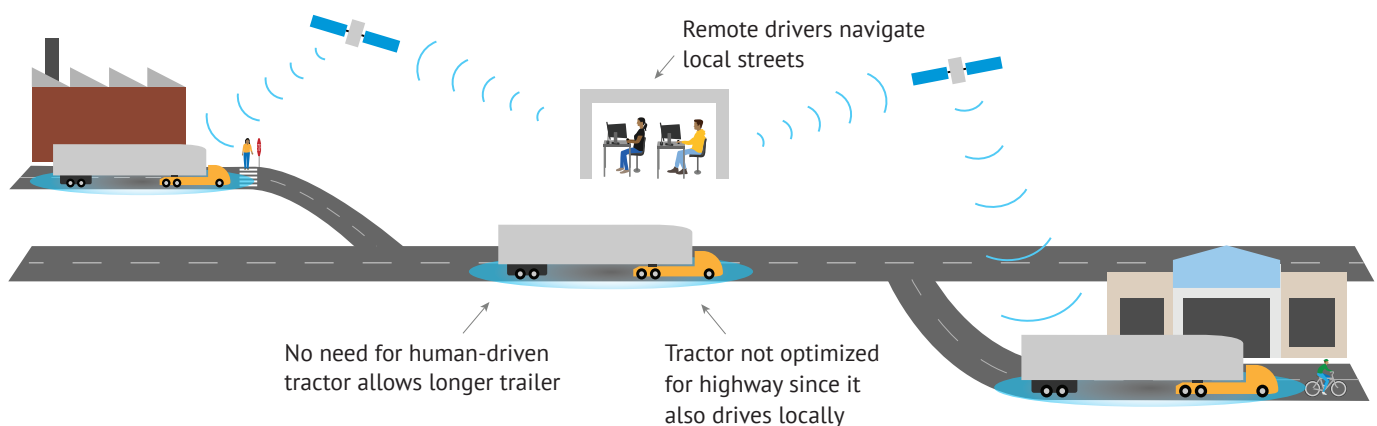 Remote drivers navigate
local streets
No need for human-driven
tractor allows longer trailer
Tractor not optimized
for highway since it
also drives locally